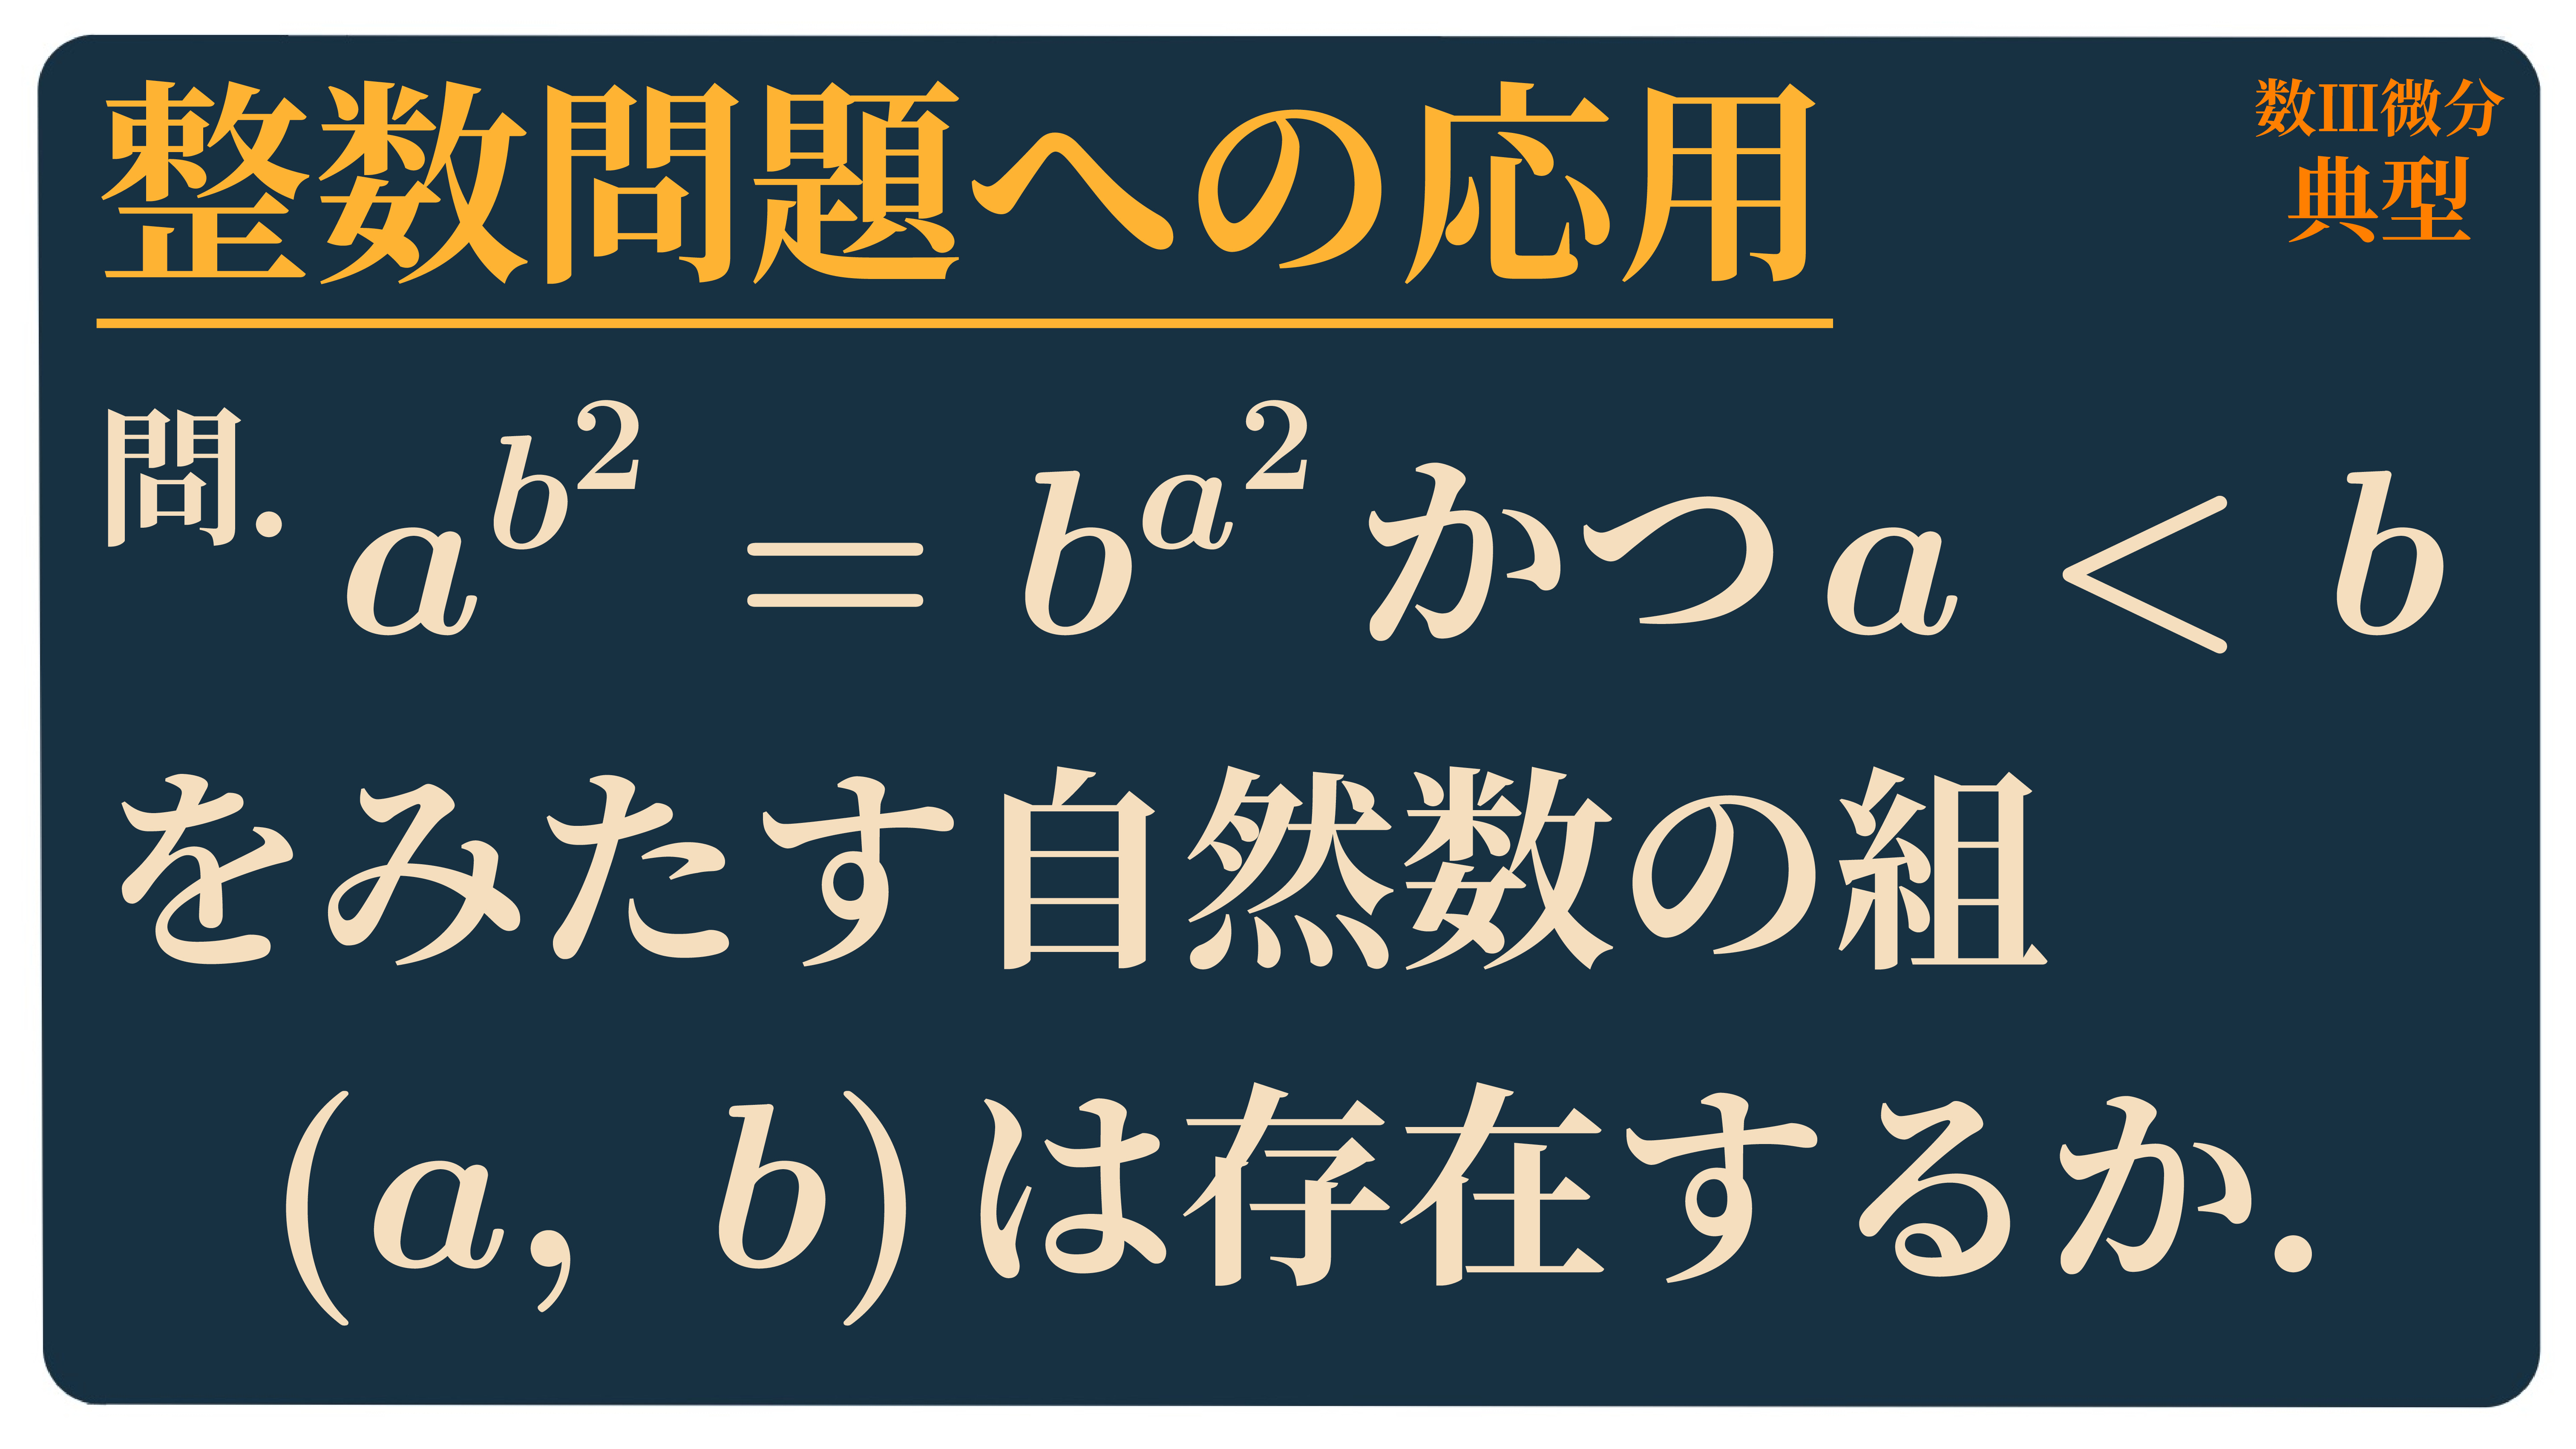 整数問題への応用
数III微分
典型
問. a^{b^2} = b^{a^2} かつ a < b
をみたす自然数の組
(a, b) は存在するか.